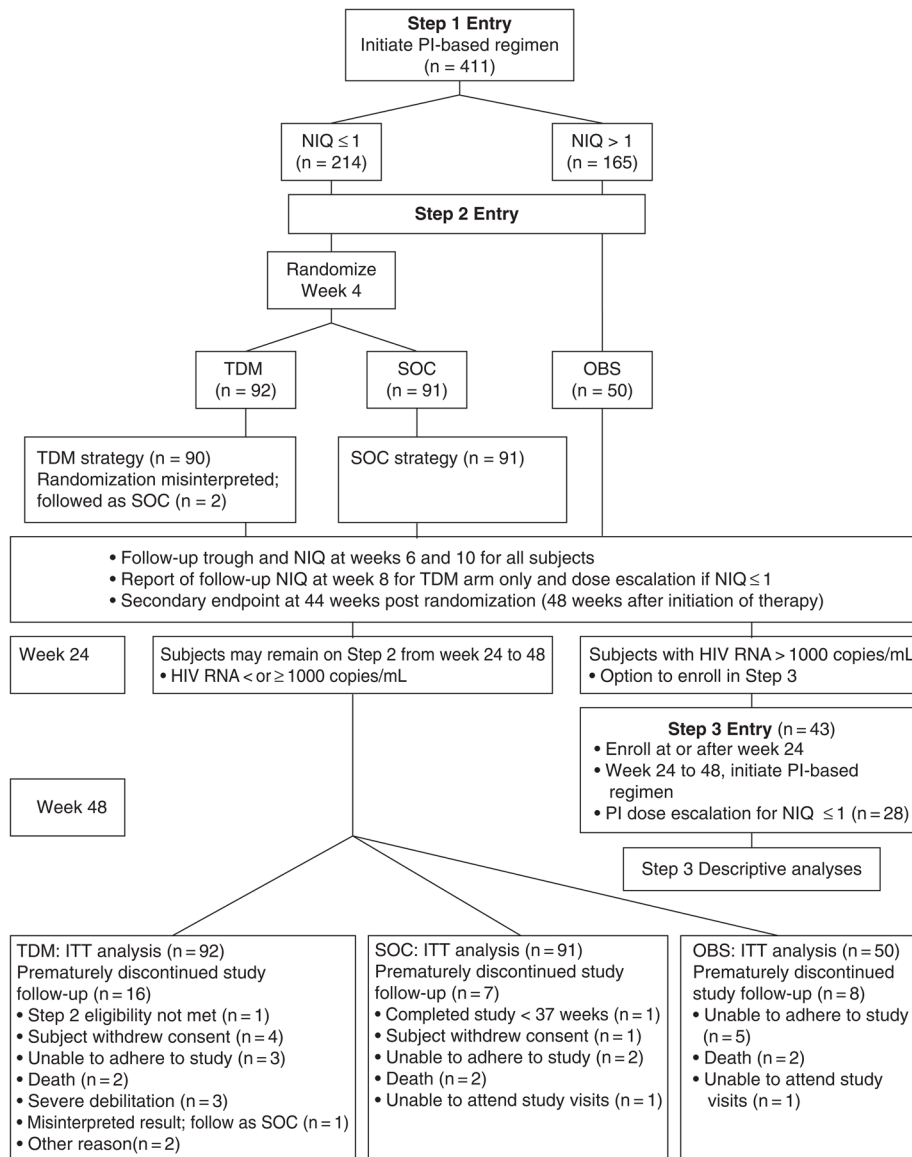 Step 1 Entry
Initiate PI-based regimen
(n = 411)
NIQ ≤ 1
(n = 214)
NIQ > 1
(n = 165)
Step 2 Entry
Randomize
Week 4
TDM
(n = 92)
SOC
(n = 91)
OBS
(n = 50)
TDM strategy (n = 90)
Randomization misinterpreted;
followed as SOC (n = 2)
SOC strategy (n = 91)
• Follow-up trough and NIQ at weeks 6 and 10 for all subjects
• Report of follow-up NIQ at week 8 for TDM arm only and dose escalation if NIQ ≤ 1
• Secondary endpoint at 44 weeks post randomization (48 weeks after initiation of therapy)
Week 24
Subjects may remain on Step 2 from week 24 to 48
• HIV RNA < or ≥ 1000 copies/mL
Subjects with HIV RNA > 1000 copies/mL
• Option to enroll in Step 3
Step 3 Entry (n = 43)
• Enroll at or after week 24
• Week 24 to 48, initiate PI-based
regimen
• PI dose escalation for NIQ ≤ 1 (n = 28)
Week 48
Step 3 Descriptive analyses
TDM: ITT analysis (n = 92)
Prematurely discontinued study
follow-up (n = 16)
• Step 2 eligibility not met (n = 1)
• Subject withdrew consent (n = 4)
• Unable to adhere to study (n = 3)
• Death (n = 2)
• Severe debilitation (n = 3)
• Misinterpreted result; follow as SOC (n = 1)
• Other reason(n = 2)
SOC: ITT analysis (n = 91)
Prematurely discontinued study
follow-up (n = 7)
• Completed study < 37 weeks (n = 1)
• Subject withdrew consent (n = 1)
• Unable to adhere to study (n = 2)
• Death (n = 2)
• Unable to attend study visits (n = 1)
OBS: ITT analysis (n = 50)
Prematurely discontinued
study follow-up (n = 8)
• Unable to adhere to study
(n = 5)
• Death (n = 2)
• Unable to attend study
visits (n = 1)